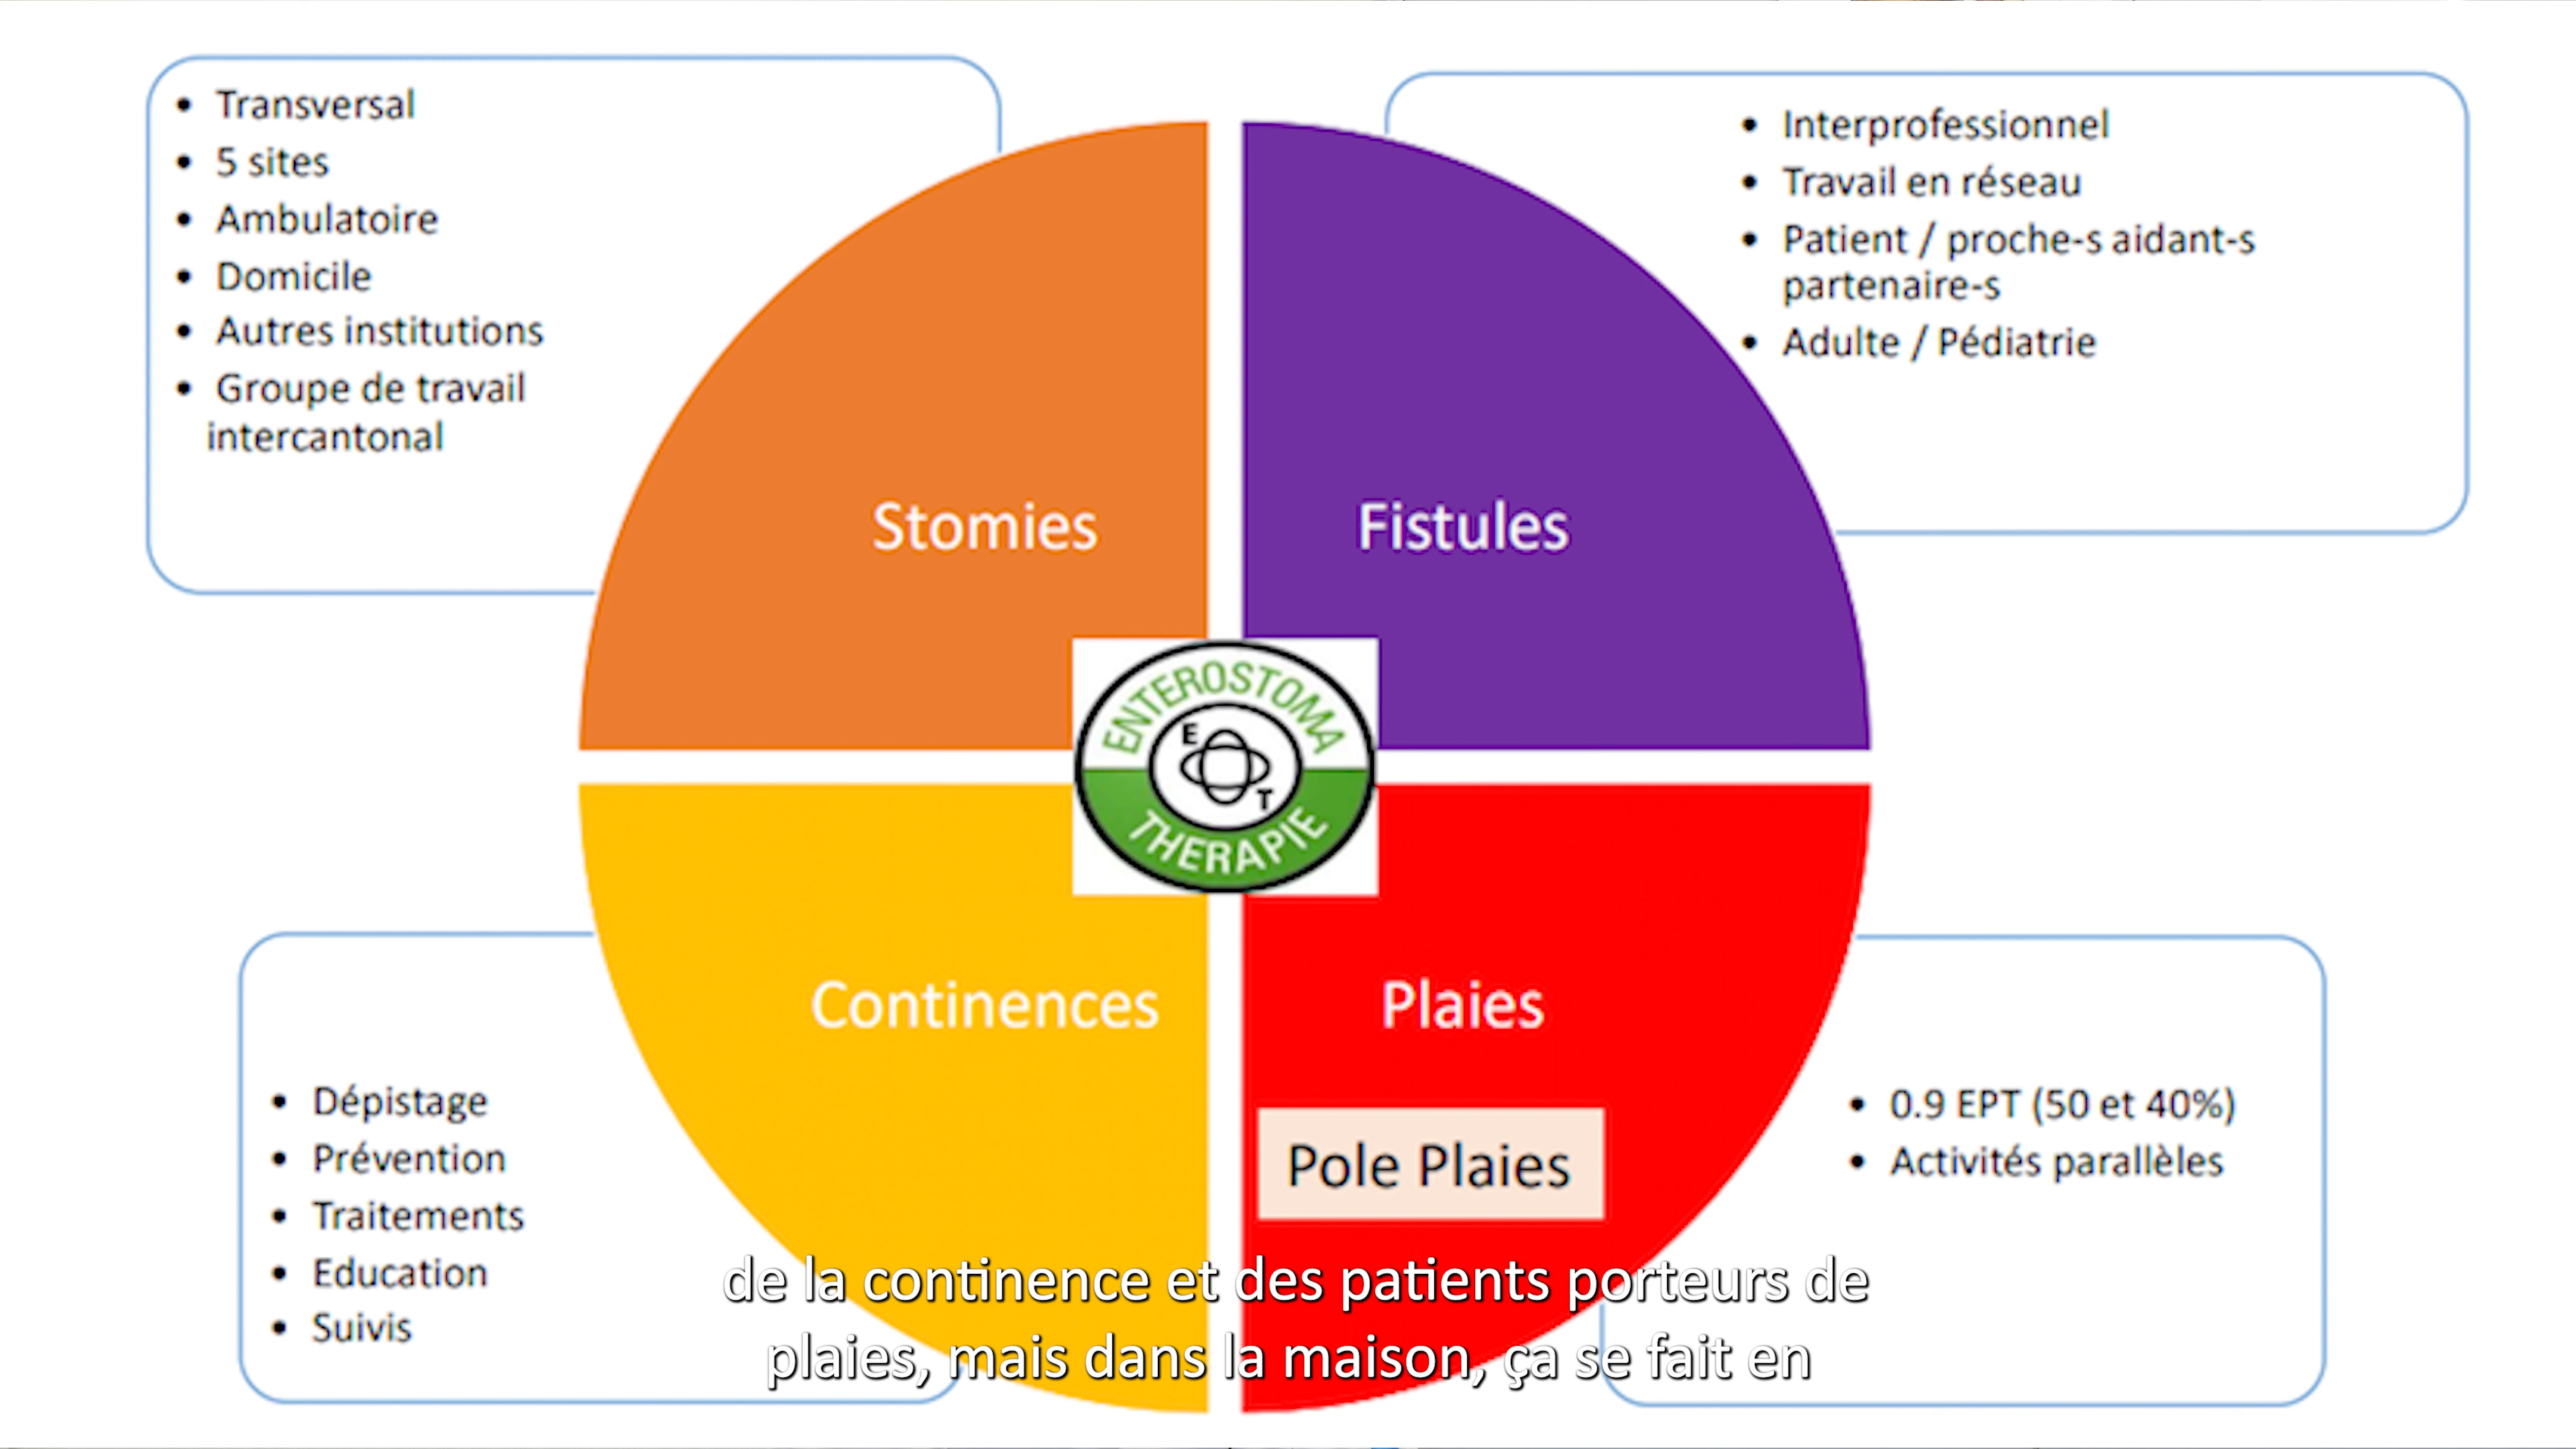 • Transversal
• 5 sites
• Ambulatoire
• Domicile
• Autres institutions
• Groupe de travail
intercantonal
• Interprofessionnel
• Travail en réseau
• Patient / proche-s aidant-s
partenaire-s
• Adulte / Pédiatrie
Stomies
Fistules
ENTEROSTOMA
E
T
THERAPIE
Continences
Plaies
Pole Plaies
• Dépistage
• Prévention
• Traitements
• Education
• Suivis
• 0.9 EPT (50 et 40%)
• Activités parallèles
de la continence et des patients porteurs de
plaies, mais dans la maison, ça se fait en